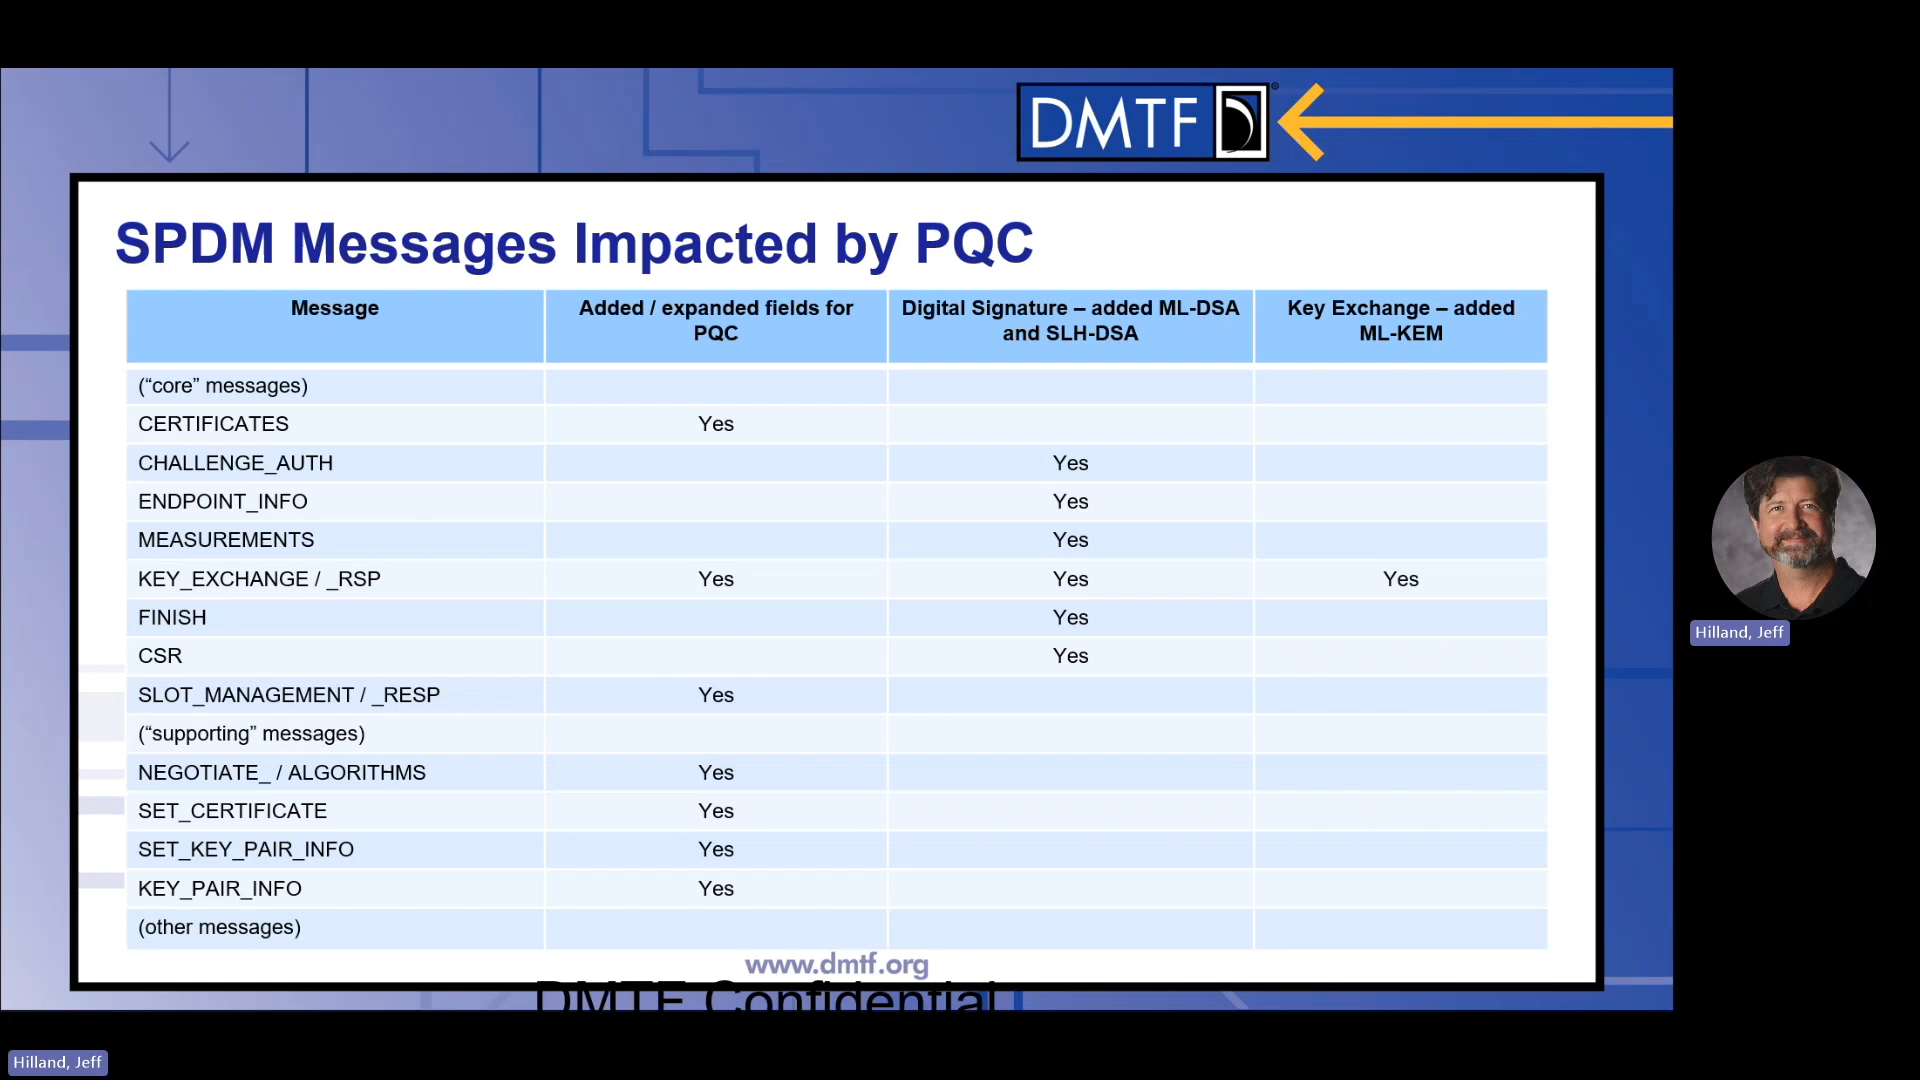 DMTF
SPDM Messages Impacted by PQC
Message
Added / expanded fields for
PQC
Digital Signature – added ML-DSA
and SLH-DSA
Key Exchange – added
ML-KEM
(“core” messages)
CERTIFICATES Yes
CHALLENGE_AUTH Yes
ENDPOINT_INFO Yes
MEASUREMENTS Yes
KEY_EXCHANGE / _RSP Yes Yes Yes
FINISH Yes
CSR Yes
SLOT_MANAGEMENT / _RESP Yes
(“supporting” messages)
NEGOTIATE_ / ALGORITHMS Yes
SET_CERTIFICATE Yes
SET_KEY_PAIR_INFO Yes
KEY_PAIR_INFO Yes
(other messages)
www.dmtf.org
DMTF Confidential
Hilland, Jeff
Hilland, Jeff